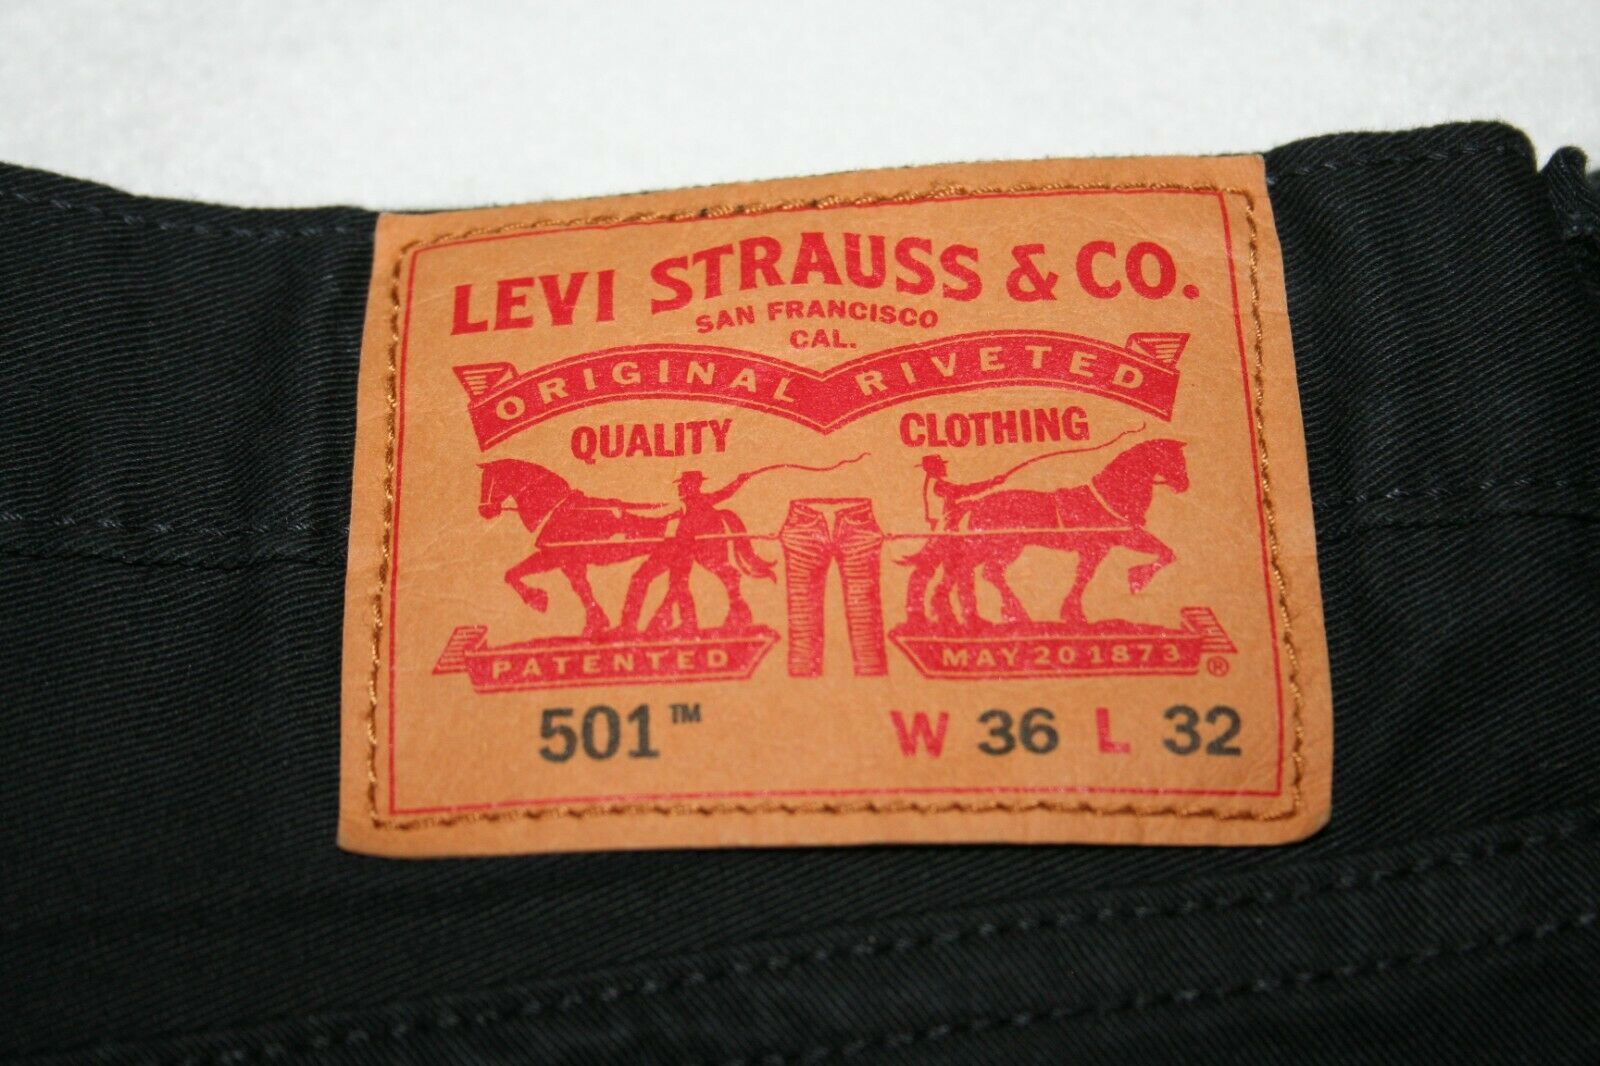 LEVI STRAUSS & CO.
SAN FRANCISCO
CAL.
ORIGINAL RIVETED
QUALITY CLOTHING
PATENTED MAY 20 1873 ®
501™ W 36 L 32